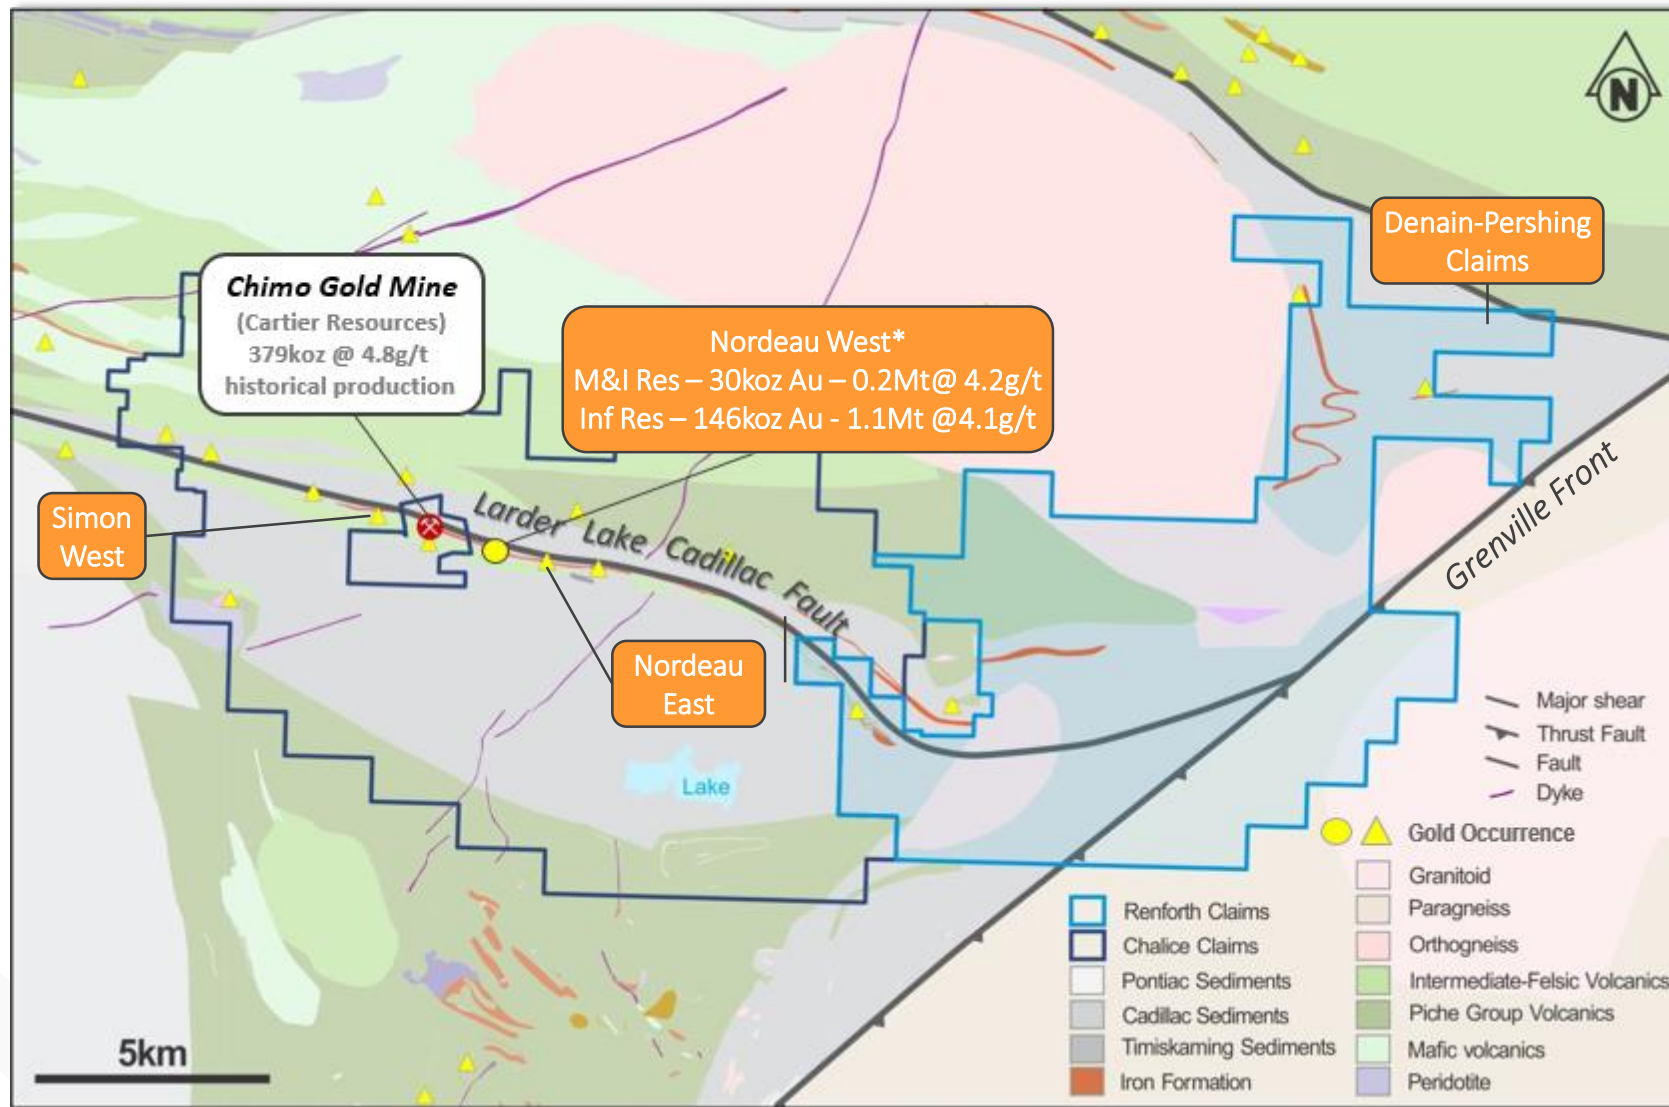 N
Denain-Pershing
Claims
Chimo Gold Mine
(Cartier Resources)
379koz @ 4.8g/t
historical production
Nordeau West*
M&I Res – 30koz Au – 0.2Mt@ 4.2g/t
Inf Res – 146koz Au - 1.1Mt @4.1g/t
Simon
West
Larder Lake Cadillac Fault
Grenville Front
Nordeau
East
Lake
Major shear
Thrust Fault
Fault
Dyke
Gold Occurrence
Granitoid
Paragneiss
Orthogneiss
Intermediate-Felsic Volcanics
Piche Group Volcanics
Mafic volcanics
Peridotite
Renforth Claims
Chalice Claims
Pontiac Sediments
Cadillac Sediments
Timiskaming Sediments
Iron Formation
5km